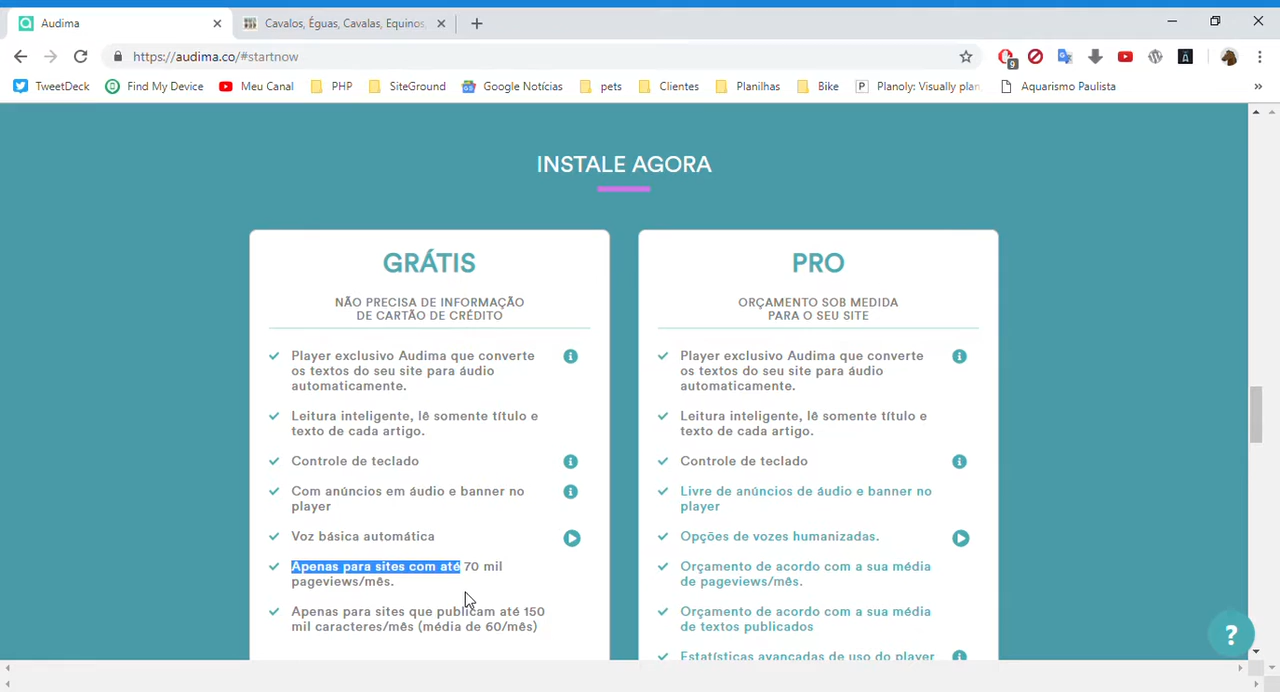 Audima
Cavalos, Éguas, Cavalas, Equinos,
https://audima.co/#startnow
9
TweetDeck
Find My Device
Meu Canal
PHP
SiteGround
Google Notícias
pets
Clientes
Planilhas
Bike
P
Planoly: Visually plan
Aquarismo Paulista
»
INSTALE AGORA
GRÁTIS
NÃO PRECISA DE INFORMAÇÃO
DE CARTÃO DE CRÉDITO
Player exclusivo Audima que converte
os textos do seu site para áudio
automaticamente.
Leitura inteligente, lê somente título e
texto de cada artigo.
Controle de teclado
Com anúncios em áudio e banner no
player
Voz básica automática
Apenas para sites com até 70 mil
pageviews/mês.
Apenas para sites que publicam até 150
mil caracteres/mês (média de 60/mês)
PRO
ORÇAMENTO SOB MEDIDA
PARA O SEU SITE
Player exclusivo Audima que converte
os textos do seu site para áudio
automaticamente.
Leitura inteligente, lê somente título e
texto de cada artigo.
Controle de teclado
Livre de anúncios de áudio e banner no
player
Opções de vozes humanizadas.
Orçamento de acordo com a sua média
de pageviews/mês.
Orçamento de acordo com a sua média
de textos publicados
Estatísticas avançadas de uso do player
?